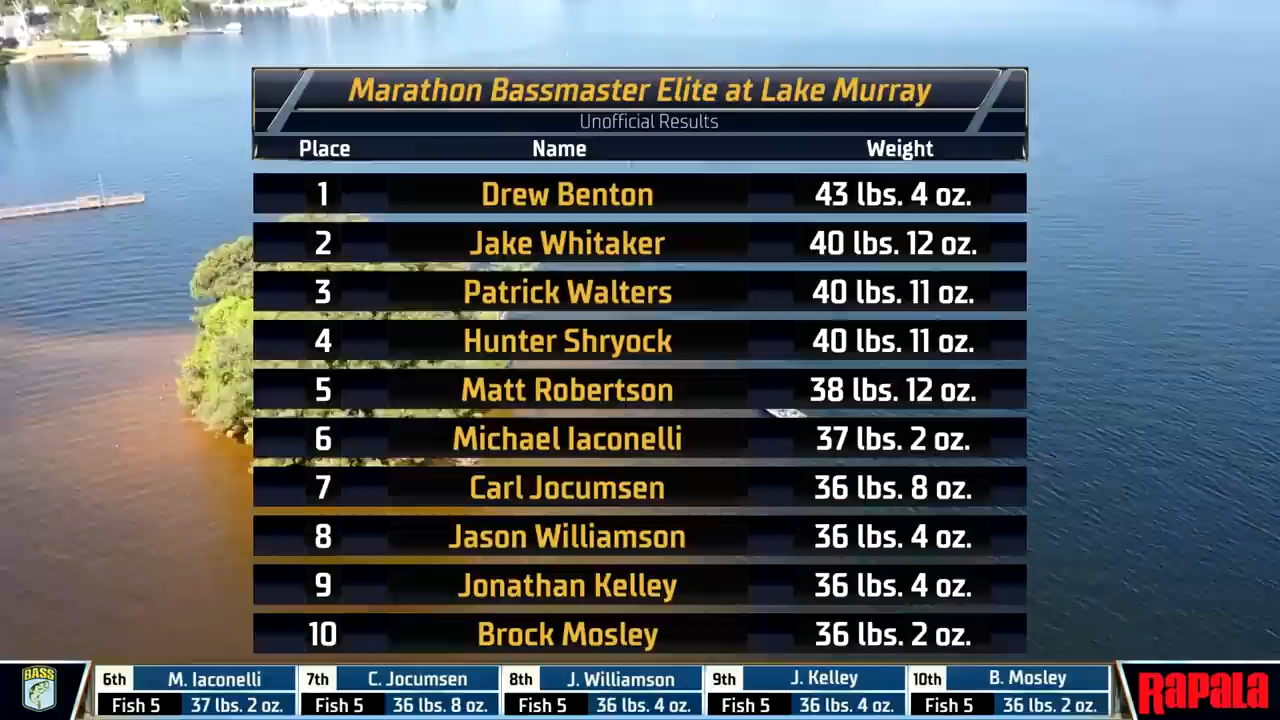 Marathon Bassmaster Elite at Lake Murray
Unofficial Results
Place Name Weight
1 Drew Benton 43 lbs. 4 oz.
2 Jake Whitaker 40 lbs. 12 oz.
3 Patrick Walters 40 lbs. 11 oz.
4 Hunter Shryock 40 lbs. 11 oz.
5 Matt Robertson 38 lbs. 12 oz.
6 Michael Iaconelli 37 lbs. 2 oz.
7 Carl Jocumsen 36 lbs. 8 oz.
8 Jason Williamson 36 lbs. 4 oz.
9 Jonathan Kelley 36 lbs. 4 oz.
10 Brock Mosley 36 lbs. 2 oz.
BASS
6th M. Iaconelli 7th C. Jocumsen 8th J. Williamson 9th J. Kelley 10th B. Mosley
Fish 5 37 lbs. 2 oz. Fish 5 36 lbs. 8 oz. Fish 5 36 lbs. 4 oz. Fish 5 36 lbs. 4 oz. Fish 5 36 lbs. 2 oz.
Rapala